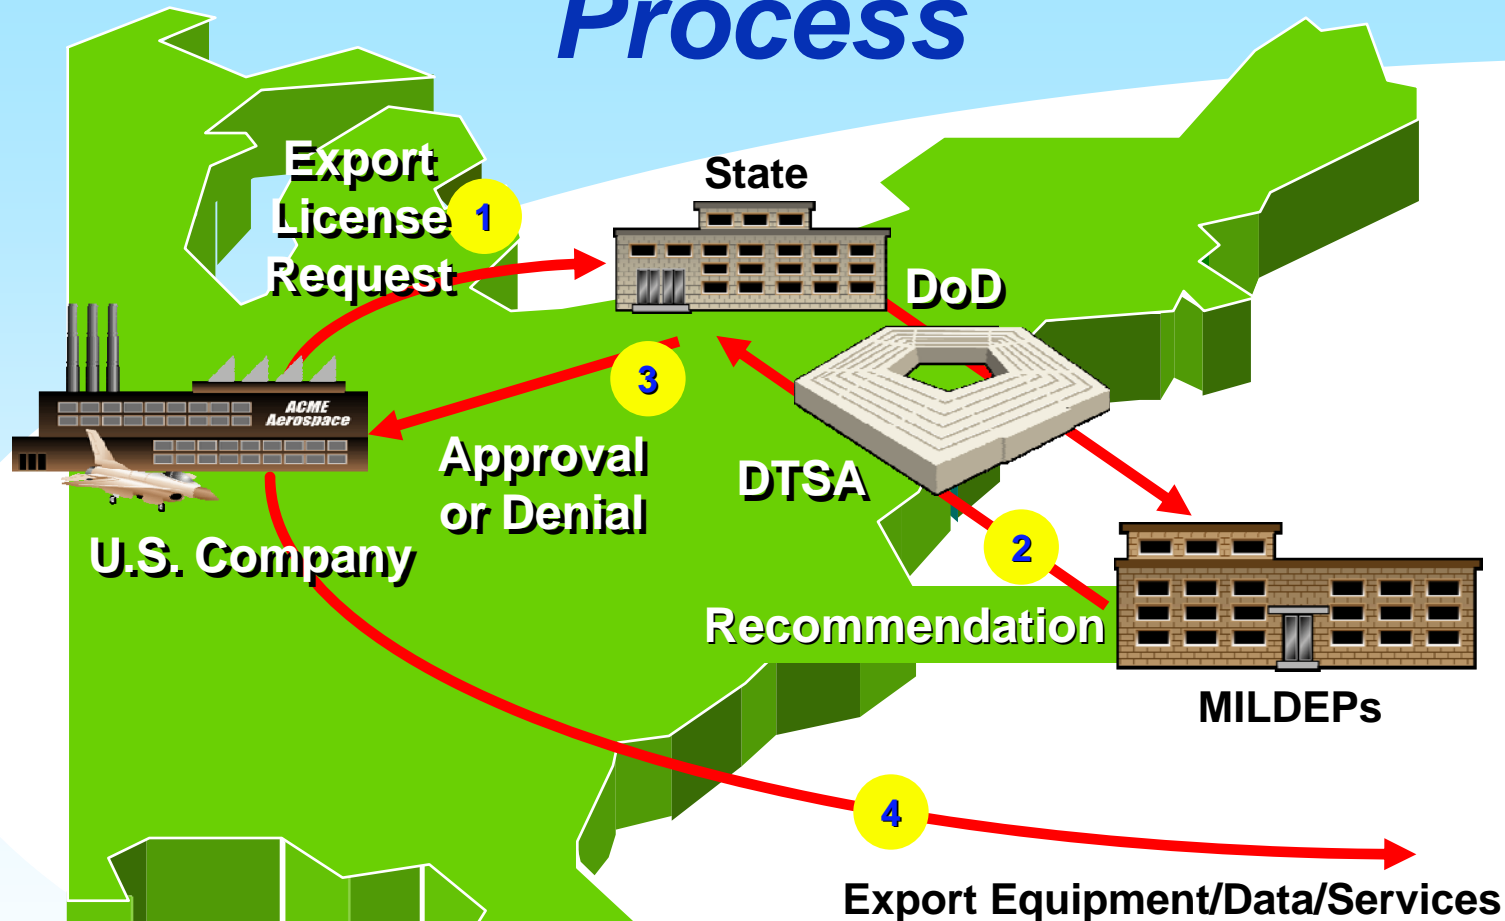 Process
Export
License
Request
1
State
DoD
3
ACME
Aerospace
Approval
or Denial
DTSA
U.S. Company
2
Recommendation
MILDEPs
4
Export Equipment/Data/Services